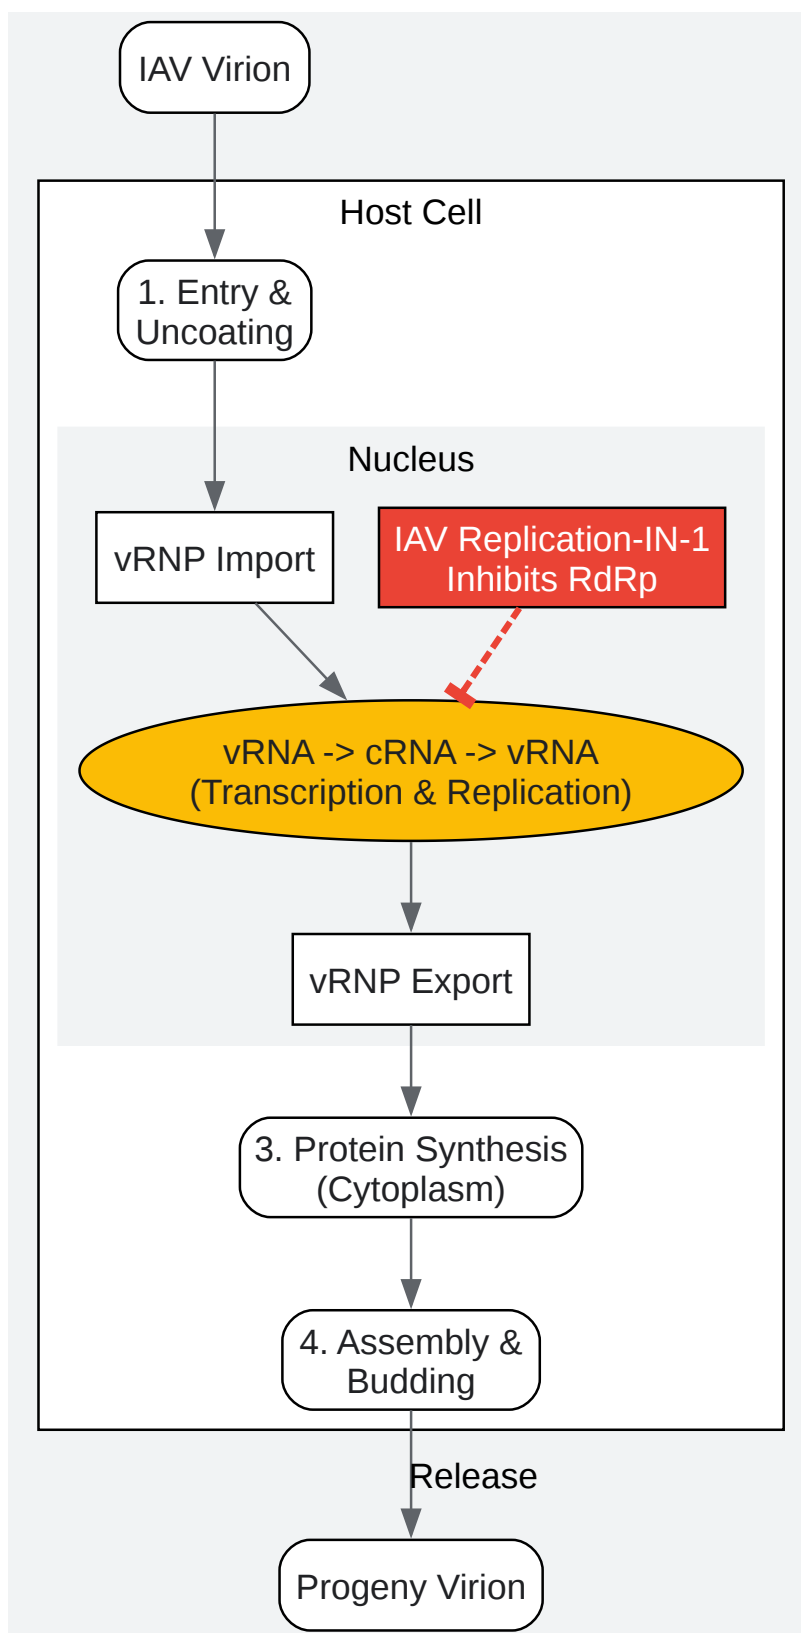 IAV Virion
Host Cell
1. Entry &
Uncoating
Nucleus
vRNP Import
IAV Replication-IN-1
Inhibits RdRp
vRNA -> cRNA -> vRNA
(Transcription & Replication)
vRNP Export
3. Protein Synthesis
(Cytoplasm)
4. Assembly &
Budding
Release
Progeny Virion